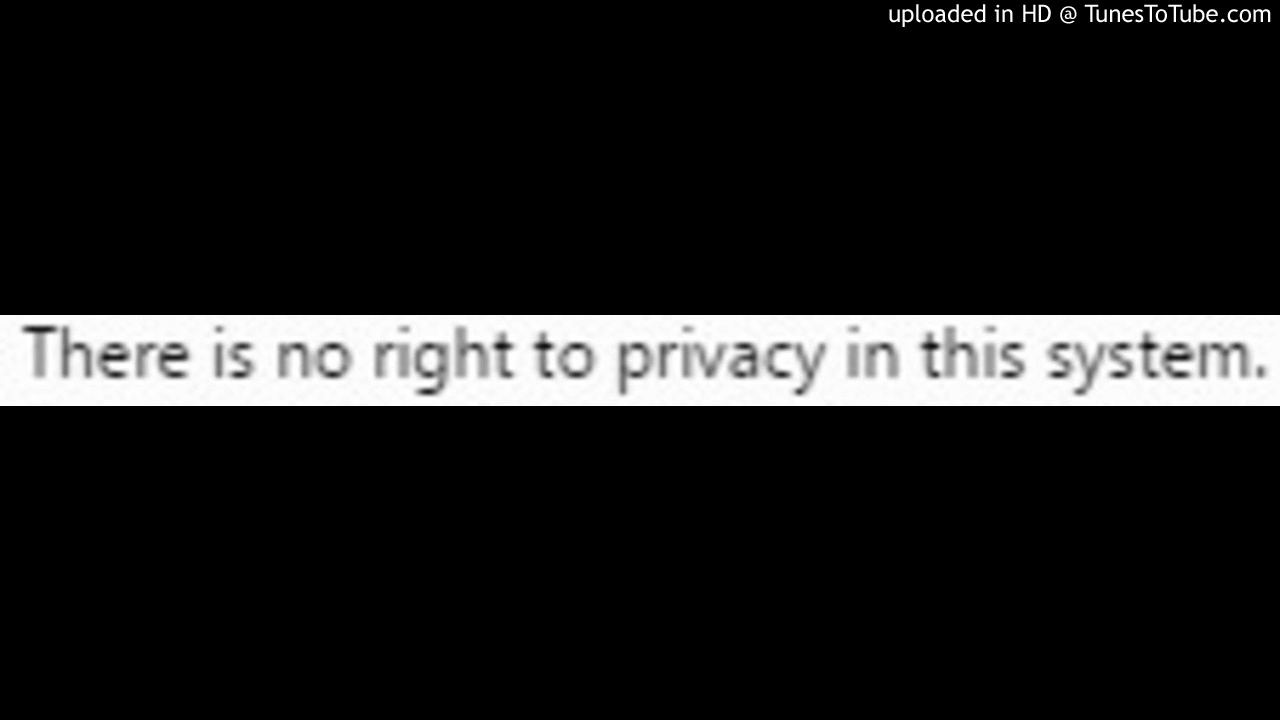 uploaded in HD @ TunesToTube.com
There is no right to privacy in this system.